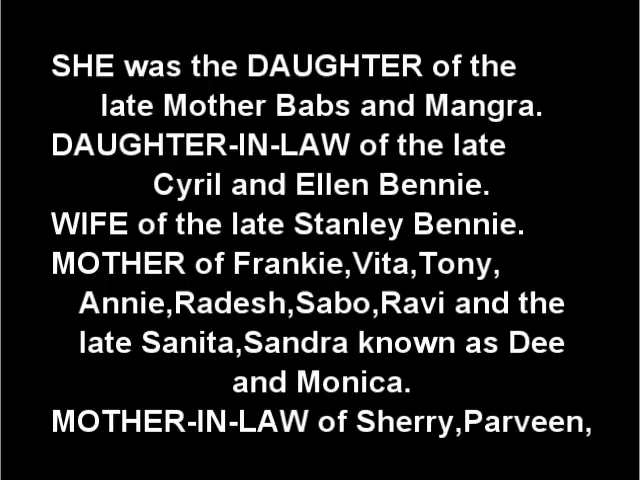 SHE was the DAUGHTER of the
late Mother Babs and Mangra.
DAUGHTER-IN-LAW of the late
Cyril and Ellen Bennie.
WIFE of the late Stanley Bennie.
MOTHER of Frankie,Vita,Tony,
Annie,Radesh,Sabo,Ravi and the
late Sanita,Sandra known as Dee
and Monica.
MOTHER-IN-LAW of Sherry,Parveen,